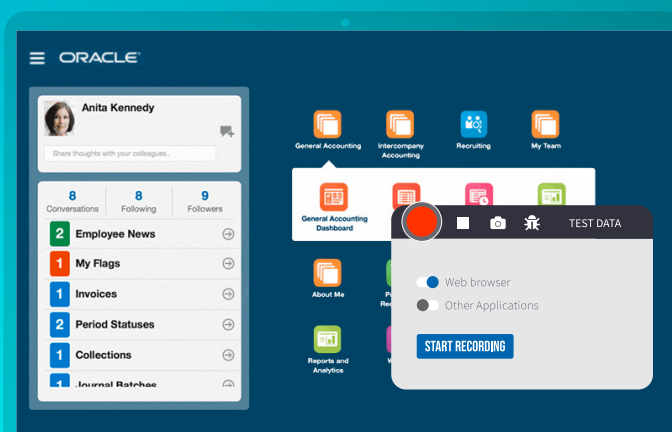 ORACLE
Anita Kennedy
Share thoughts with your colleagues..
8 8 9
Conversations Following Followers
2 Employee News
1 My Flags
1 Invoices
2 Period Statuses
1 Collections
1 Journal Batches
General Accounting
Intercompany
Accounting
Recruiting
My Team
General Accounting
Dashboard
About Me
Reports and
Analytics
TEST DATA
Web browser
Other Applications
START RECORDING